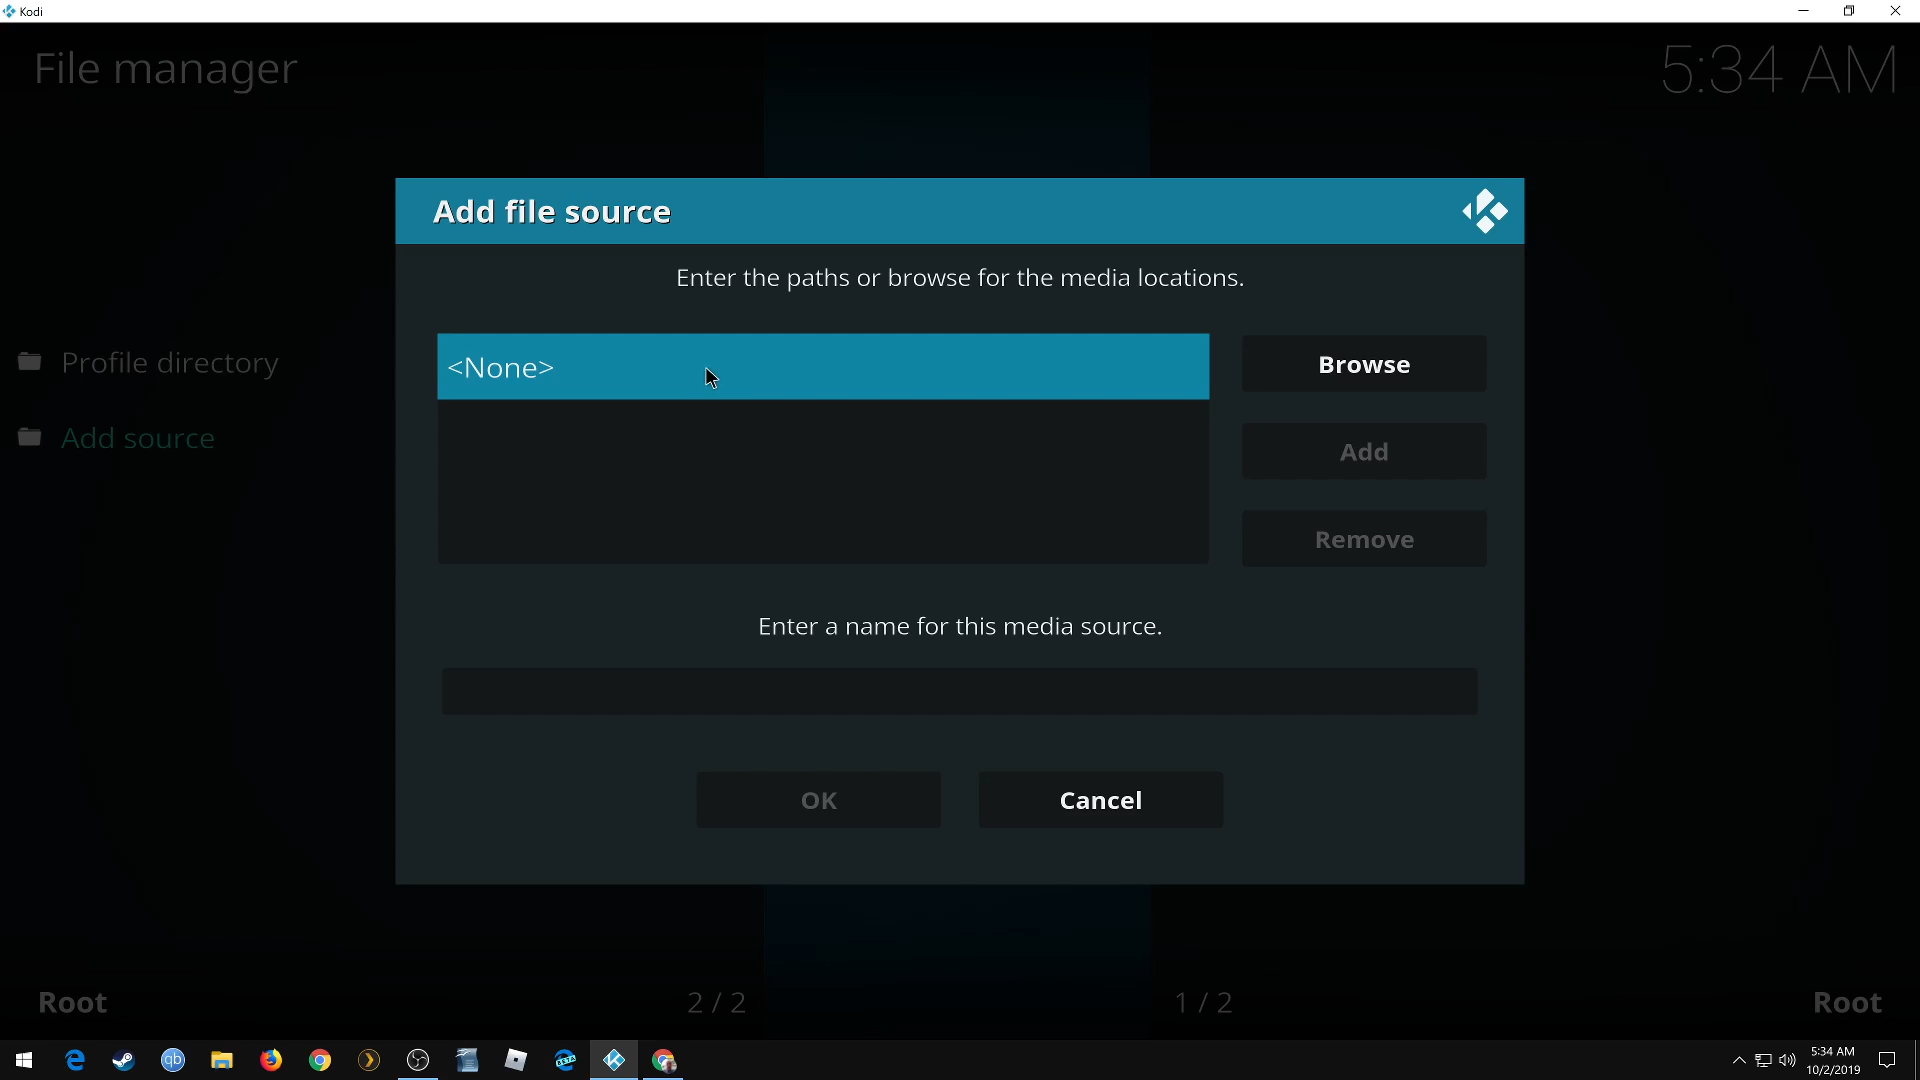 Kodi
File manager
5:34 AM
Add file source
Enter the paths or browse for the media locations.
<None>
Browse
Profile directory
Add source
Add
Remove
Enter a name for this media source.
OK
Cancel
Root
2 / 2
1 / 2
Root
qb
BETA
5:34 AM
10/2/2019